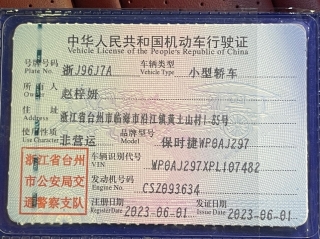 中华人民共和国机动车行驶证
Vehicle License of the People's Republic of China
号牌号码 Plate No. 浙J96J7A 车辆类型 Vehicle Type 小型轿车
所有人 Owner 赵梓妍
住址 Address 浙江省台州市临海市沿江镇黄土山村1-85号
使用性质 Use Character 非营运 品牌型号 Model 保时捷WP0AJ297
浙江省台州市公安局交通警察支队
车辆识别代号 VIN WP0AJ297XPL107482
发动机号码 Engine No. CSZ093634
注册日期 Register Date 2023-06-01 发证日期 Issue Date 2023-06-01